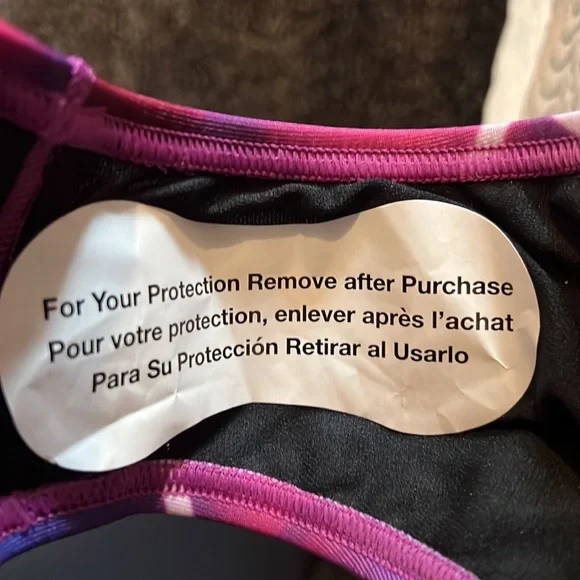 For Your Protection Remove after Purchase
Pour votre protection, enlever après l'achat
Para Su Protección Retirar al Usarlo